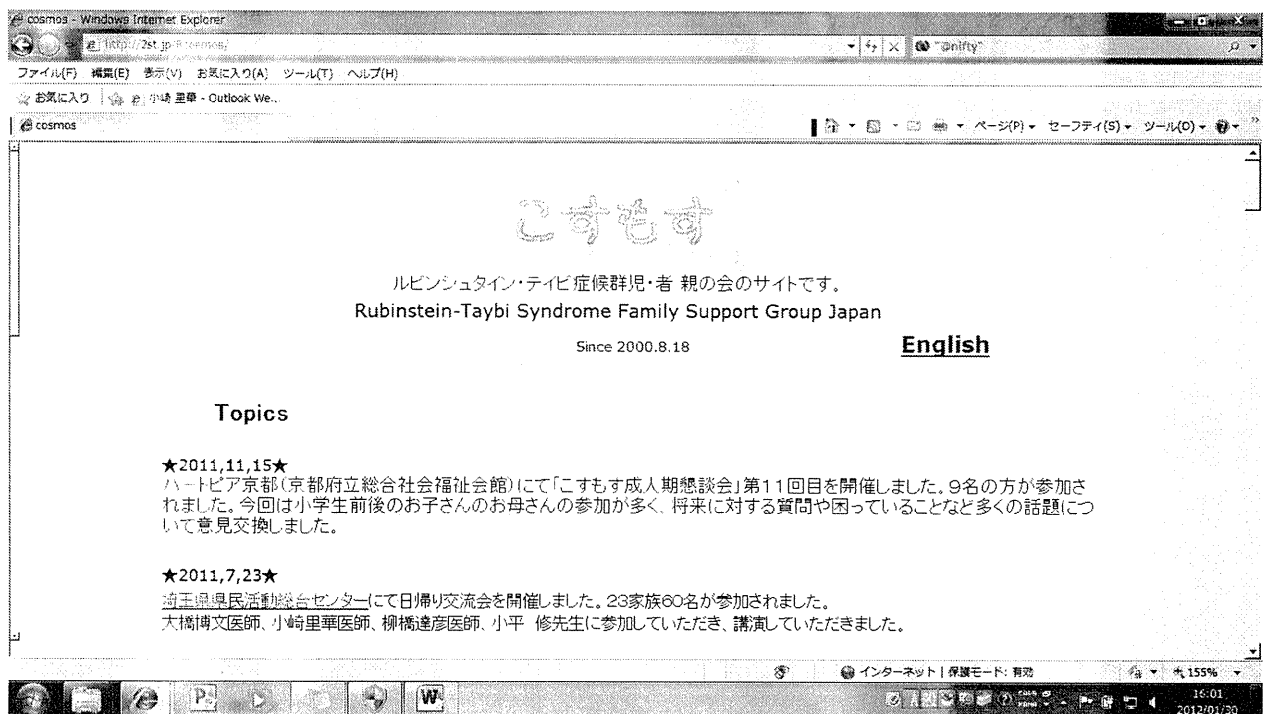 cosmos - Windows Internet Explorer
"@nifty"
ファイル(F) 編集(E) 表示(V) お気に入り(A) ツール(T) ヘルプ(H)
お気に入り 小崎 里華 - Outlook We...
cosmos ページ(P) セーフティ(S) ツール(O)
こすもす
ルビンシュタイン・テイビ症候群児・者 親の会のサイトです。
Rubinstein-Taybi Syndrome Family Support Group Japan
Since 2000.8.18 English
Topics
★2011,11,15★
ハートピア京都(京都府立総合社会福祉会館)にて「こすもす成人期懇談会」第11回目を開催しました。9名の方が参加さ
れました。今回は小学生前後のお子さんのお母さんの参加が多く、将来に対する質問や困っていることなど多くの話題につ
いて意見交換しました。
★2011,7,23★
埼玉県県民活動総合センターにて日帰り交流会を開催しました。23家族60名が参加されました。
大橋博文医師、小崎里華医師、柳橋達彦医師、小平 修先生に参加していただき、講演していただきました。
インターネット | 保護モード: 有効 155%
16:01
2012/01/30